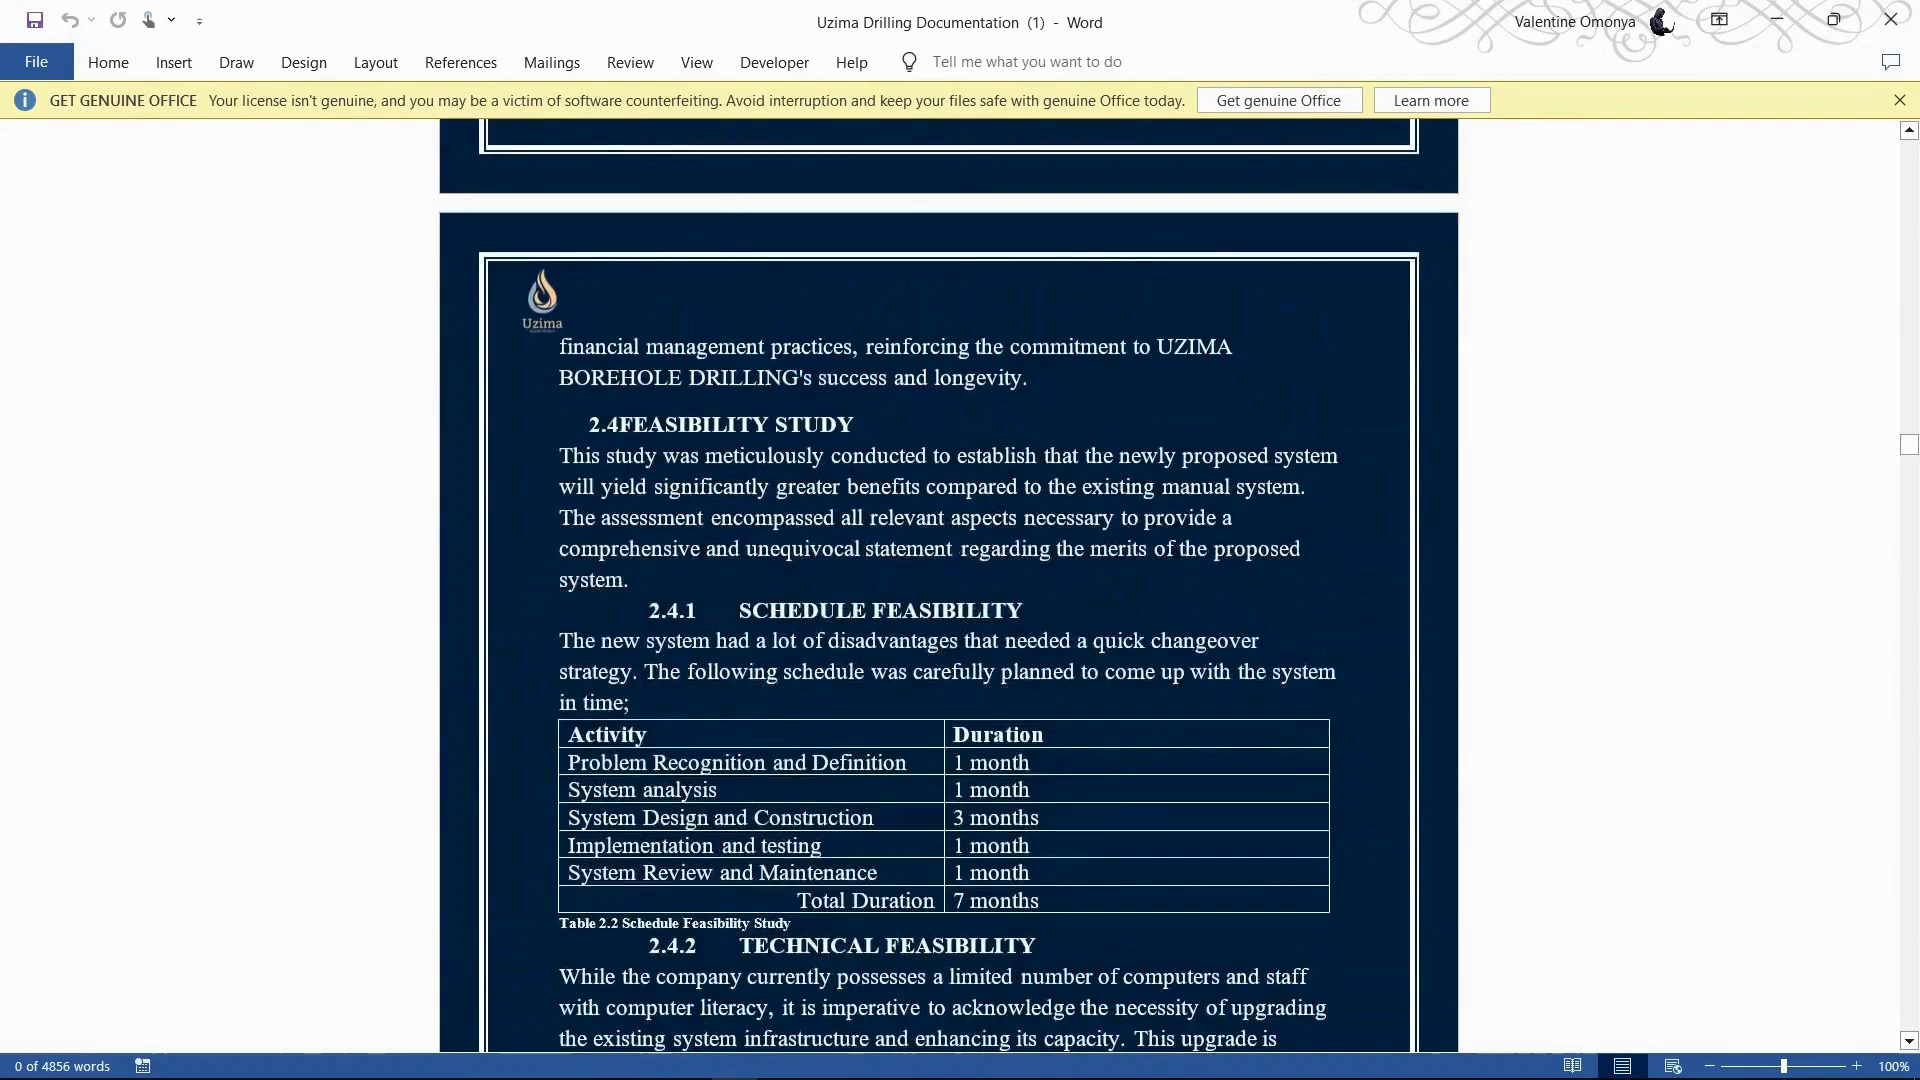 Uzima Drilling Documentation (1) - Word
Valentine Omonya
File Home Insert Draw Design Layout References Mailings Review View Developer Help Tell me what you want to do
GET GENUINE OFFICE Your license isn't genuine, and you may be a victim of software counterfeiting. Avoid interruption and keep your files safe with genuine Office today. Get genuine Office Learn more
Uzima
financial management practices, reinforcing the commitment to UZIMA
BOREHOLE DRILLING's success and longevity.
2.4FEASIBILITY STUDY
This study was meticulously conducted to establish that the newly proposed system
will yield significantly greater benefits compared to the existing manual system.
The assessment encompassed all relevant aspects necessary to provide a
comprehensive and unequivocal statement regarding the merits of the proposed
system.
2.4.1 SCHEDULE FEASIBILITY
The new system had a lot of disadvantages that needed a quick changeover
strategy. The following schedule was carefully planned to come up with the system
in time;
Activity Duration
Problem Recognition and Definition 1 month
System analysis 1 month
System Design and Construction 3 months
Implementation and testing 1 month
System Review and Maintenance 1 month
Total Duration 7 months
Table 2.2 Schedule Feasibility Study
2.4.2 TECHNICAL FEASIBILITY
While the company currently possesses a limited number of computers and staff
with computer literacy, it is imperative to acknowledge the necessity of upgrading
the existing system infrastructure and enhancing its capacity. This upgrade is
0 of 4856 words
100%